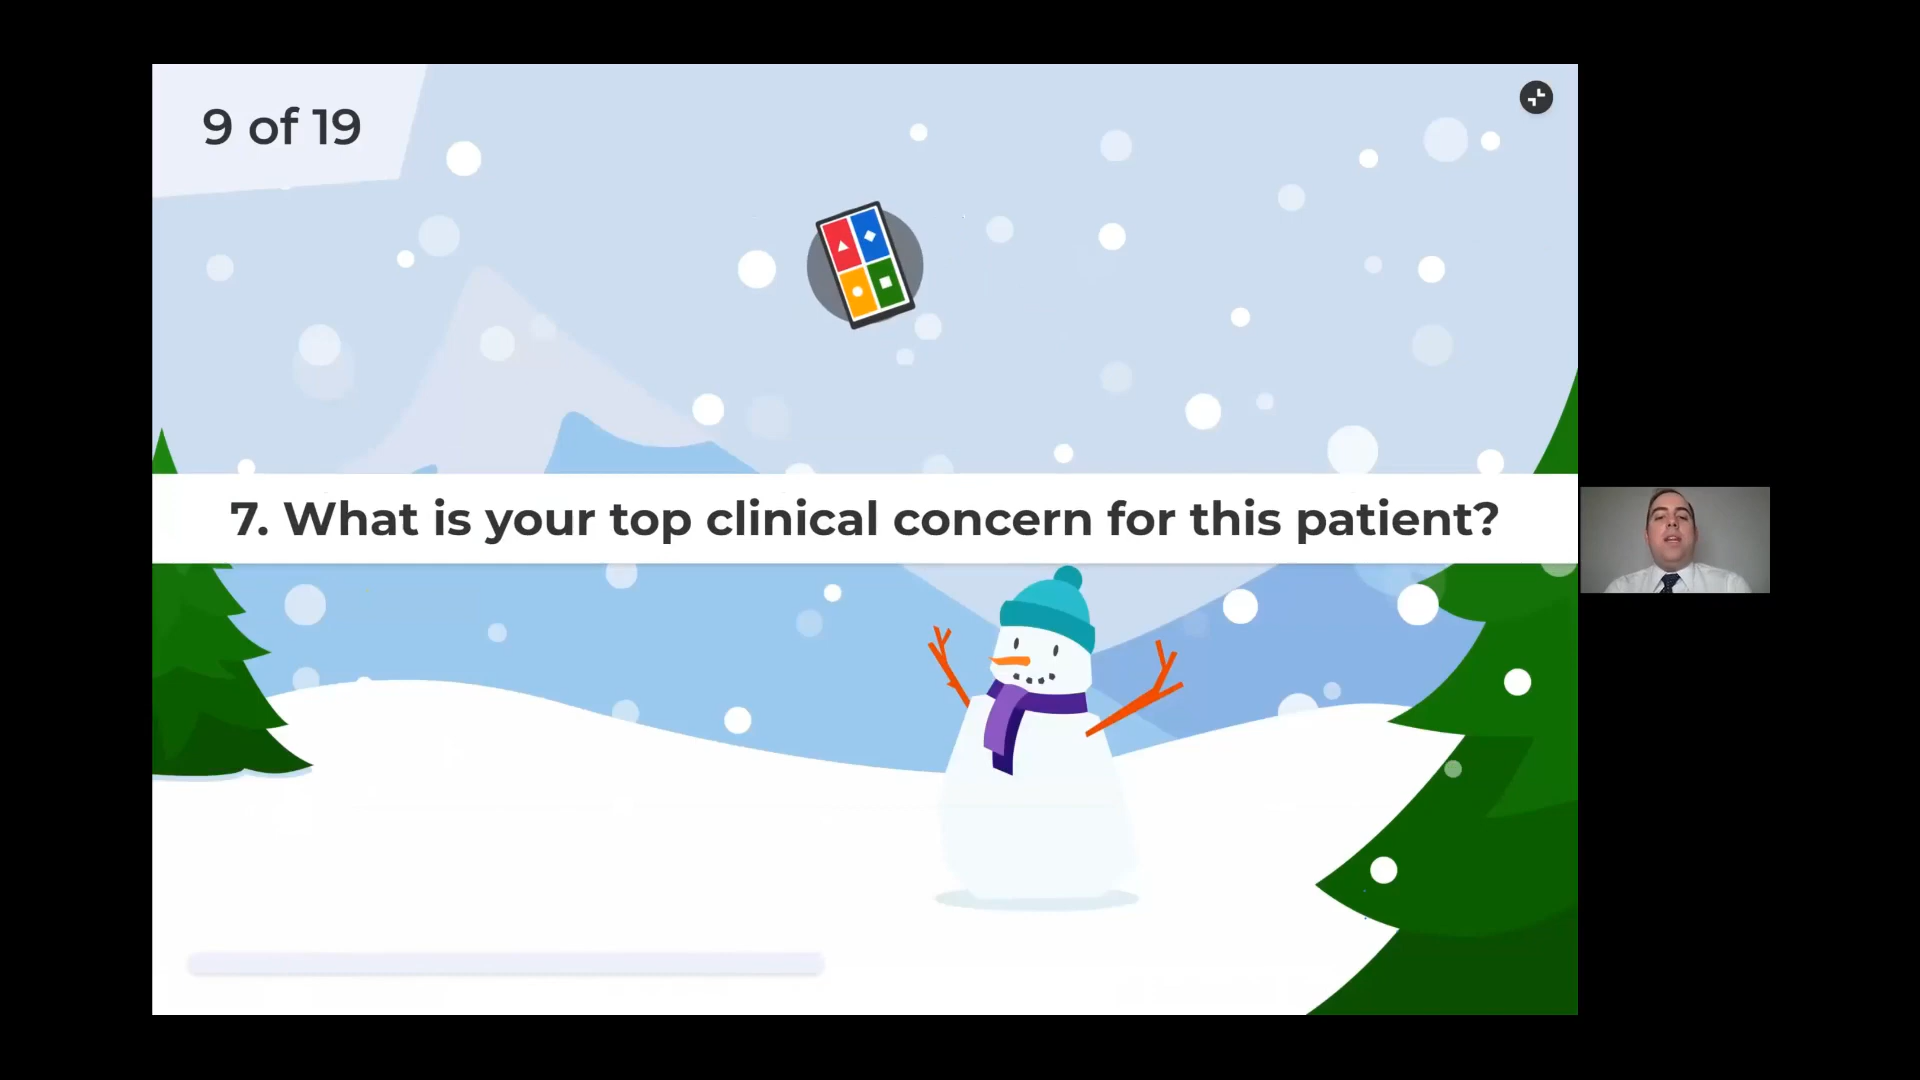 9 of 19
7. What is your top clinical concern for this patient?